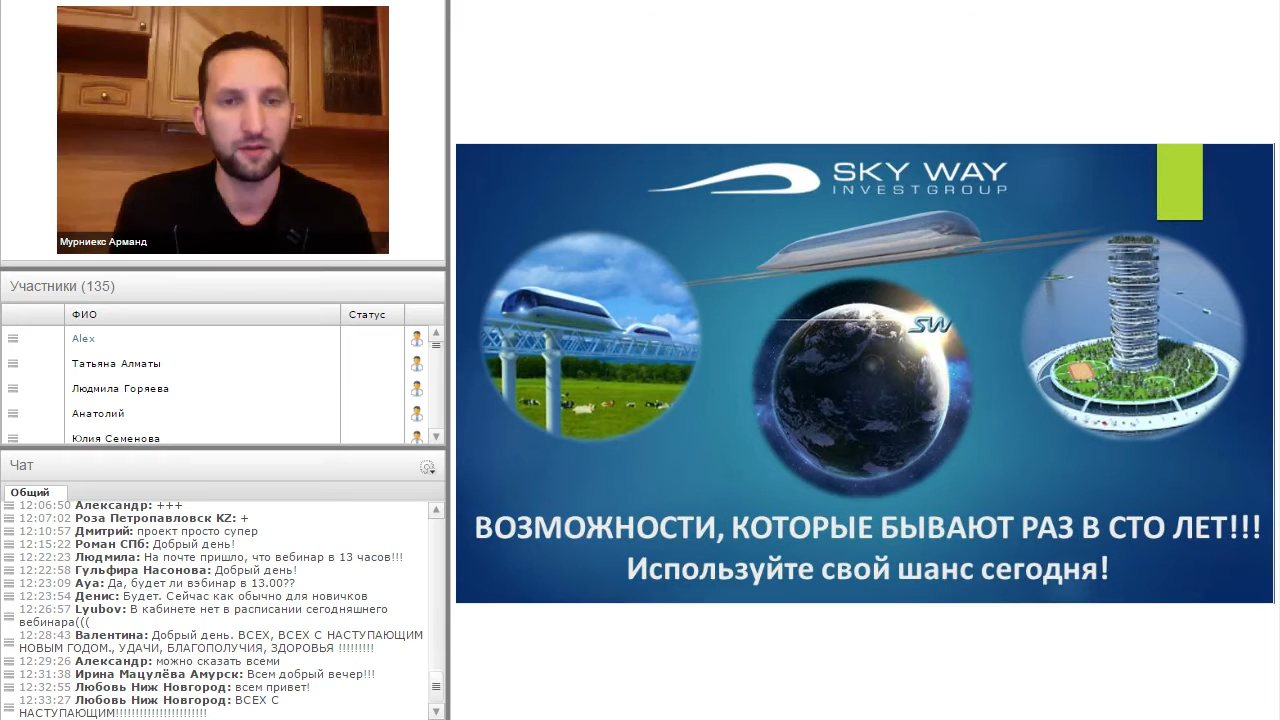 Мурниекс Арманд
Участники (135)
ФИО Статус
Alex
Татьяна Алматы
Людмила Горяева
Анатолий
Юлия Семенова
Чат
Общий
12:06:50 Александр: +++
12:07:02 Роза Петропавловск KZ: +
12:10:57 Дмитрий: проект просто супер
12:15:22 Роман СПб: Добрый день!
12:22:23 Людмила: На почте пришло, что вебинар в 13 часов!!!
12:22:58 Гульфира Насонова: Добрый день!
12:23:09 Ауа: Да, будет ли вэбинар в 13.00??
12:23:54 Денис: Будет. Сейчас как обычно для новичков
12:26:57 Lyubov: В кабинете нет в расписании сегодняшнего
вебинара(((
12:28:43 Валентина: Добрый день. ВСЕХ, ВСЕХ С НАСТУПАЮЩИМ
НОВЫМ ГОДОМ., УДАЧИ, БЛАГОПОЛУЧИЯ, ЗДОРОВЬЯ !!!!!!!!!
12:29:26 Александр: можно сказать всеми
12:31:38 Ирина Мацулёва Амурск: Всем добрый вечер!!!
12:32:55 Любовь Ниж Новгород: всем привет!
12:33:27 Любовь Ниж Новгород: ВСЕХ С
НАСТУПАЮЩИМ!!!!!!!!!!!!!!!!!!!!!!!
SKY WAY
INVESTGROUP
SW
ВОЗМОЖНОСТИ, КОТОРЫЕ БЫВАЮТ РАЗ В СТО ЛЕТ!!!
Используйте свой шанс сегодня!